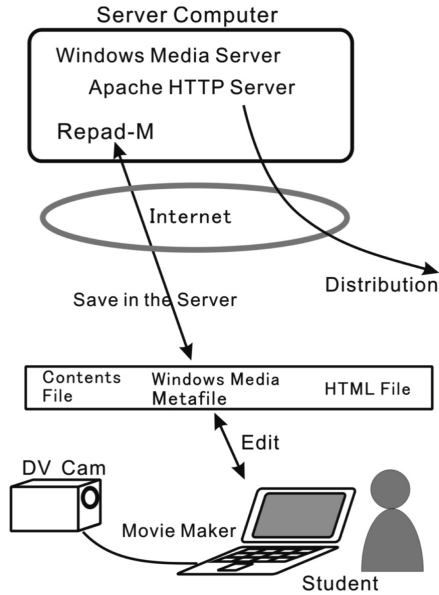 Server Computer
Windows Media Server
Apache HTTP Server
Repad-M
Internet
Distribution
Save in the Server
Contents File
Windows Media Metafile
HTML File
Edit
DV Cam
Movie Maker
Student